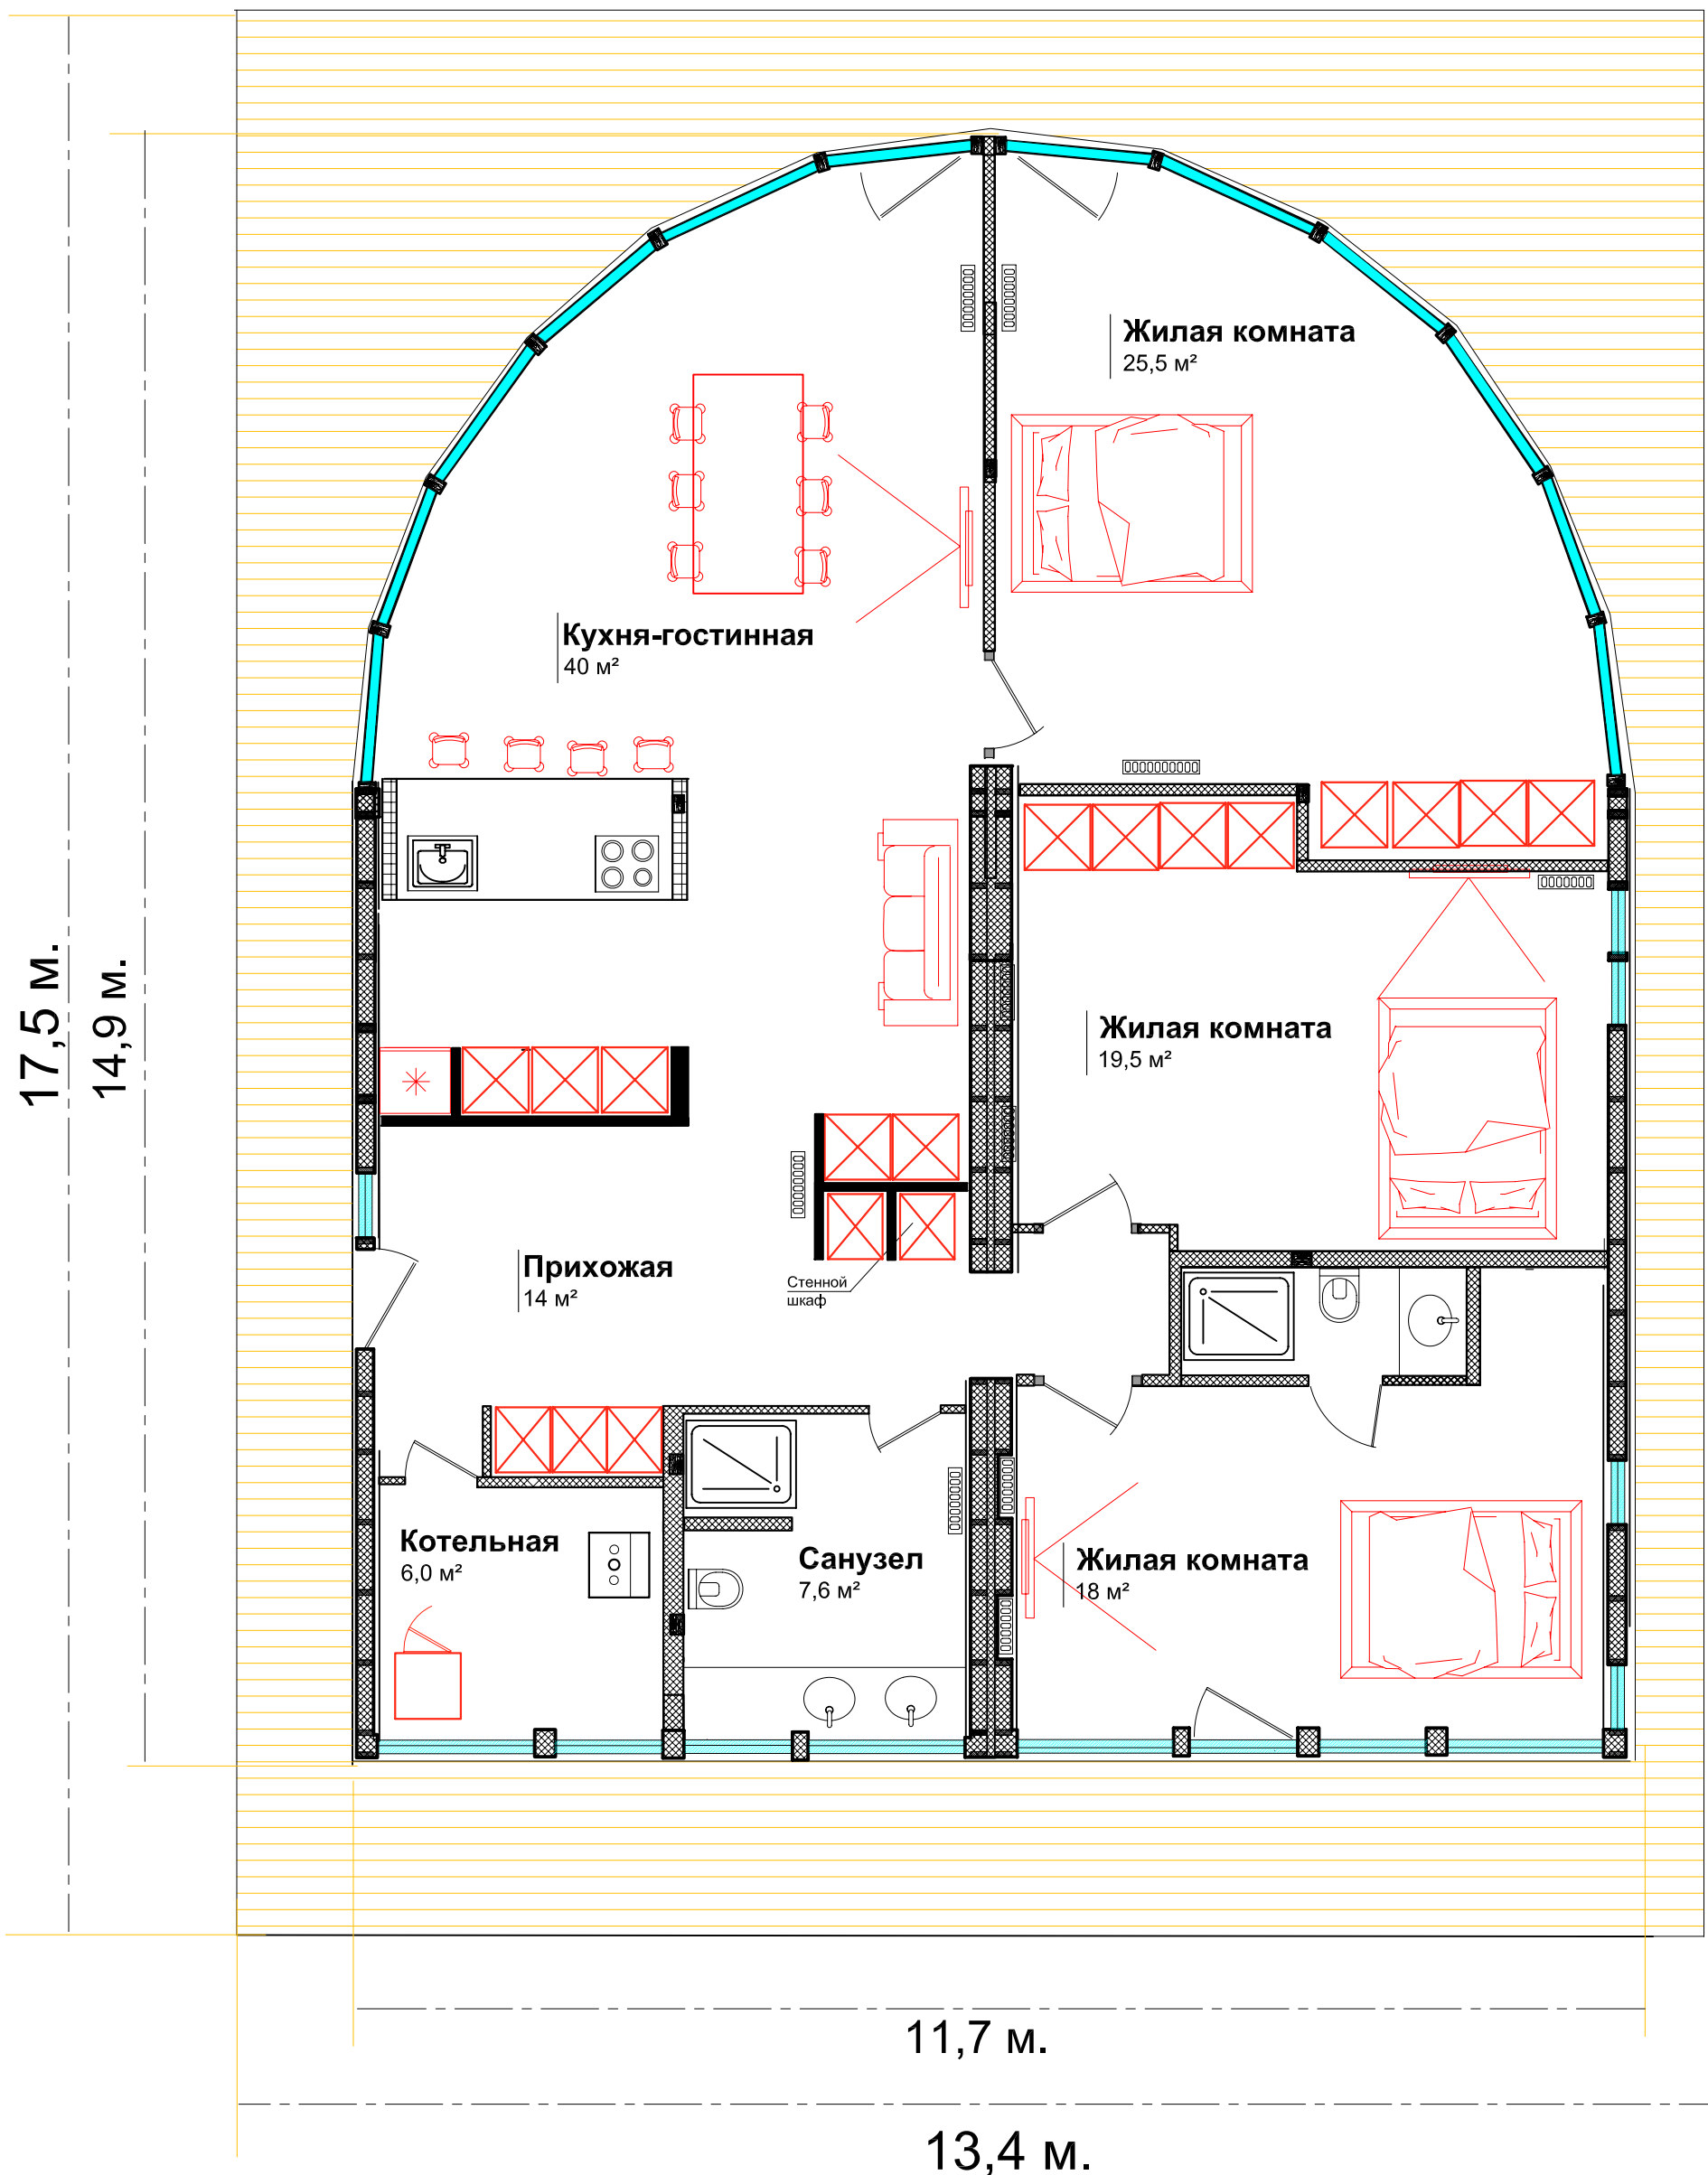 Жилая комната
25,5 м²
Кухня-гостинная
40 м²
17,5 м.
14,9 м.
Жилая комната
19,5 м²
Прихожая
14 м²
Стенной
шкаф
Котельная
6,0 м²
Санузел
7,6 м²
Жилая комната
18 м²
11,7 м.
13,4 м.